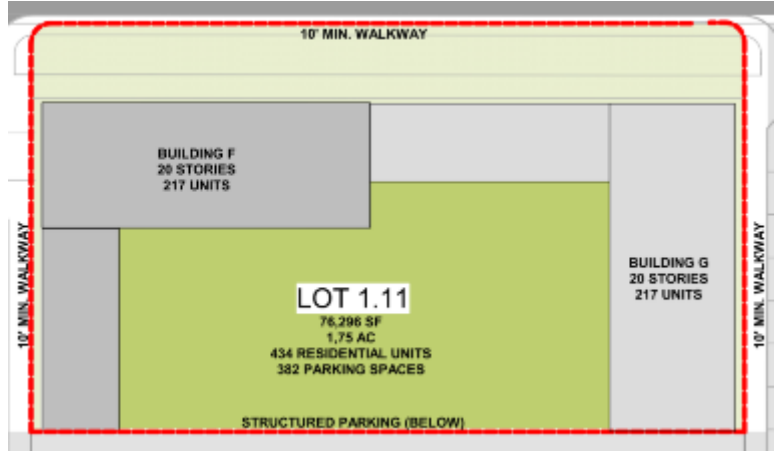 10' MIN. WALKWAY
BUILDING F
20 STORIES
217 UNITS
10' MIN. WALKWAY
BUILDING G
20 STORIES
217 UNITS
10' MIN. WALKWAY
LOT 1.11
76,296 SF
1,75 AC
434 RESIDENTIAL UNITS
382 PARKING SPACES
STRUCTURED PARKING (BELOW)